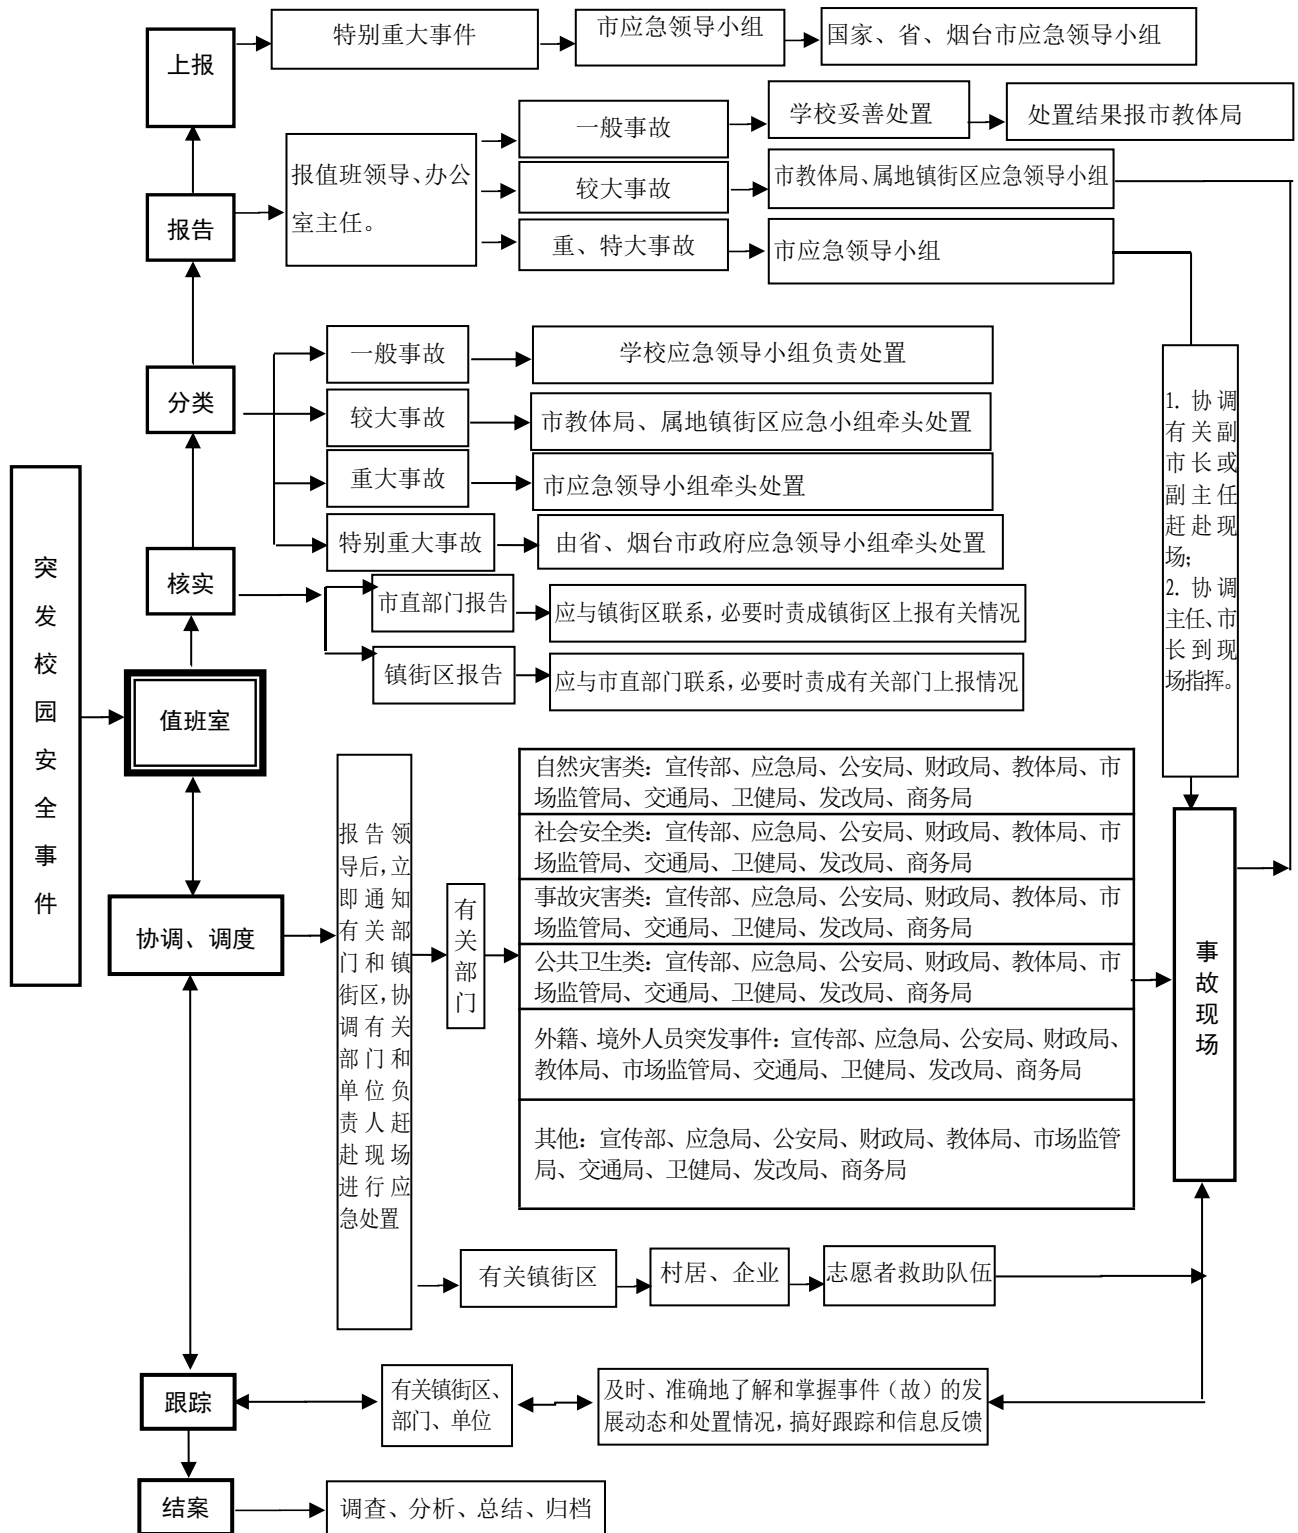 上报
特别重大事件
市应急领导小组
国家、省、烟台市应急领导小组
报告
报值班领导、办公
室主任。
一般事故
学校妥善处置
处置结果报市教体局
较大事故
市教体局、属地镇街区应急领导小组
重、特大事故
市应急领导小组
分类
一般事故
学校应急领导小组负责处置
较大事故
市教体局、属地镇街区应急小组牵头处置
重大事故
市应急领导小组牵头处置
特别重大事故
由省、烟台市政府应急领导小组牵头处置
1. 协调
有关副
市长或
副主任
赶赴现
场;
2. 协调
主任、市
长到现
场指挥。
核实
市直部门报告
应与镇街区联系,必要时责成镇街区上报有关情况
镇街区报告
应与市直部门联系,必要时责成有关部门上报情况
突发校园安全事件
值班室
协调、调度
报告领
导后,立
即通知
有关部
门和镇
街区,协
调有关
部门和
单位负
责人赶
赴现场
进行应
急处置
有关部门
自然灾害类：宣传部、应急局、公安局、财政局、教体局、市
场监管局、交通局、卫健局、发改局、商务局
社会安全类：宣传部、应急局、公安局、财政局、教体局、市
场监管局、交通局、卫健局、发改局、商务局
事故灾害类：宣传部、应急局、公安局、财政局、教体局、市
场监管局、交通局、卫健局、发改局、商务局
公共卫生类：宣传部、应急局、公安局、财政局、教体局、市
场监管局、交通局、卫健局、发改局、商务局
外籍、境外人员突发事件：宣传部、应急局、公安局、财政局、
教体局、市场监管局、交通局、卫健局、发改局、商务局
其他：宣传部、应急局、公安局、财政局、教体局、市场监管
局、交通局、卫健局、发改局、商务局
事故现场
有关镇街区
村居、企业
志愿者救助队伍
跟踪
有关镇街区、
部门、单位
及时、准确地了解和掌握事件（故）的发
展动态和处置情况,搞好跟踪和信息反馈
结案
调查、分析、总结、归档